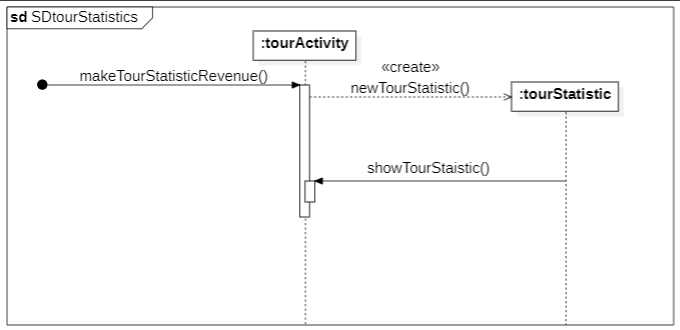 sd SDtourStatistics
:tourActivity
«create»
makeTourStatisticRevenue()
newTourStatistic()
:tourStatistic
showTourStaistic()